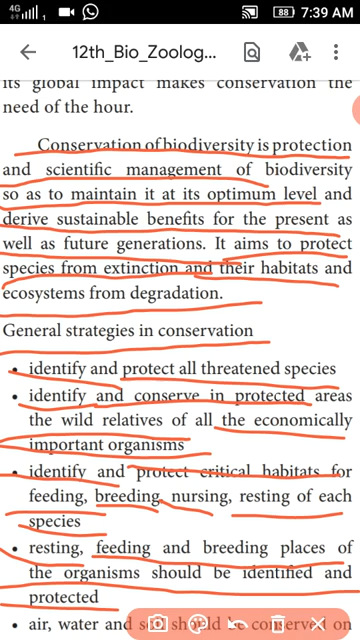 4G
88
7:39 AM
12th_Bio_Zoolog...
its global impact makes conservation the
need of the hour.
Conservation of biodiversity is protection
and scientific management of biodiversity
so as to maintain it at its optimum level and
derive sustainable benefits for the present as
well as future generations. It aims to protect
species from extinction and their habitats and
ecosystems from degradation.
General strategies in conservation
• identify and protect all threatened species
• identify and conserve in protected areas
the wild relatives of all the economically
important organisms
• identify and protect critical habitats for
feeding, breeding, nursing, resting of each
species
• resting, feeding and breeding places of
the organisms should be identified and
protected
• air, water and soil should be conserved on